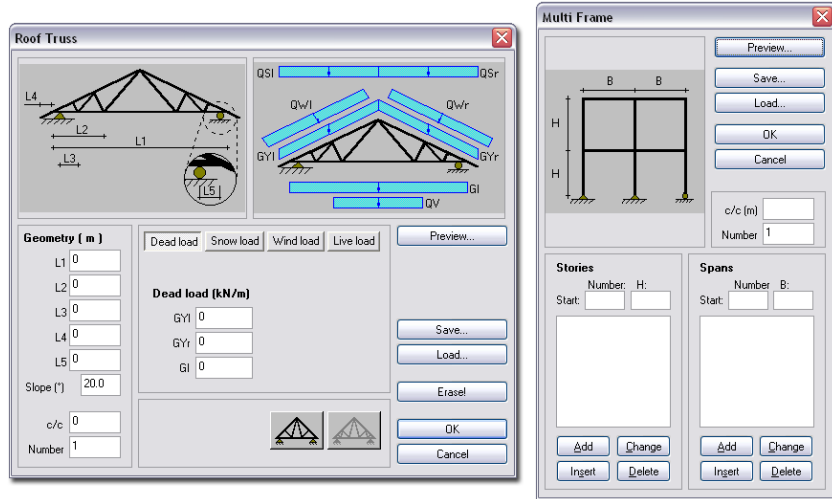 Roof Truss
L4
L2
L1
L3
L5
QSl
QSr
QWl
QWr
GYl
GYr
Gl
QV
Geometry ( m )
L1 0
L2 0
L3 0
L4 0
L5 0
Slope (°) 20.0
c/c 0
Number 1
Dead load Snow load Wind load Live load
Dead load (kN/m)
GYl 0
GYr 0
Gl 0
Preview...
Save...
Load...
Erase!
OK
Cancel
Multi Frame
B B
H
H
Preview...
Save...
Load...
OK
Cancel
c/c (m)
Number 1
Stories
Number: H:
Start:
Add Change
Insert Delete
Spans
Number B:
Start:
Add Change
Insert Delete